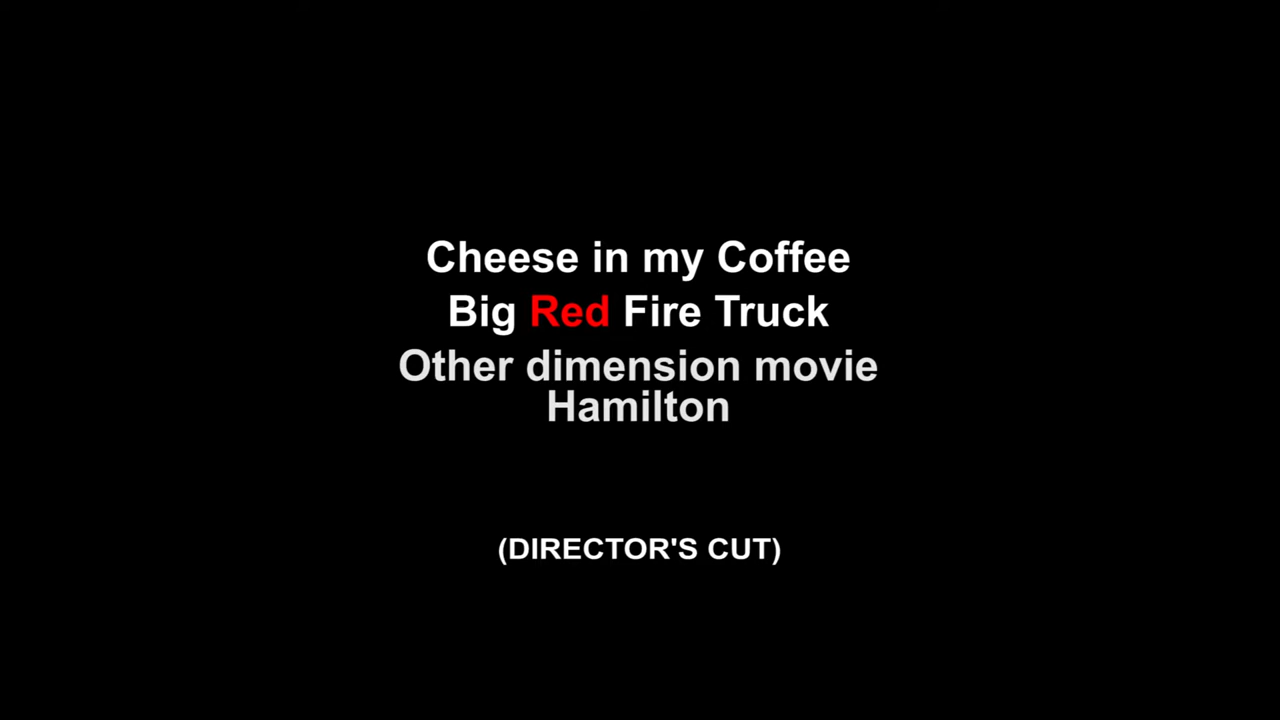 Cheese in my Coffee
Big Red Fire Truck
Other dimension movie
Hamilton
(DIRECTOR'S CUT)